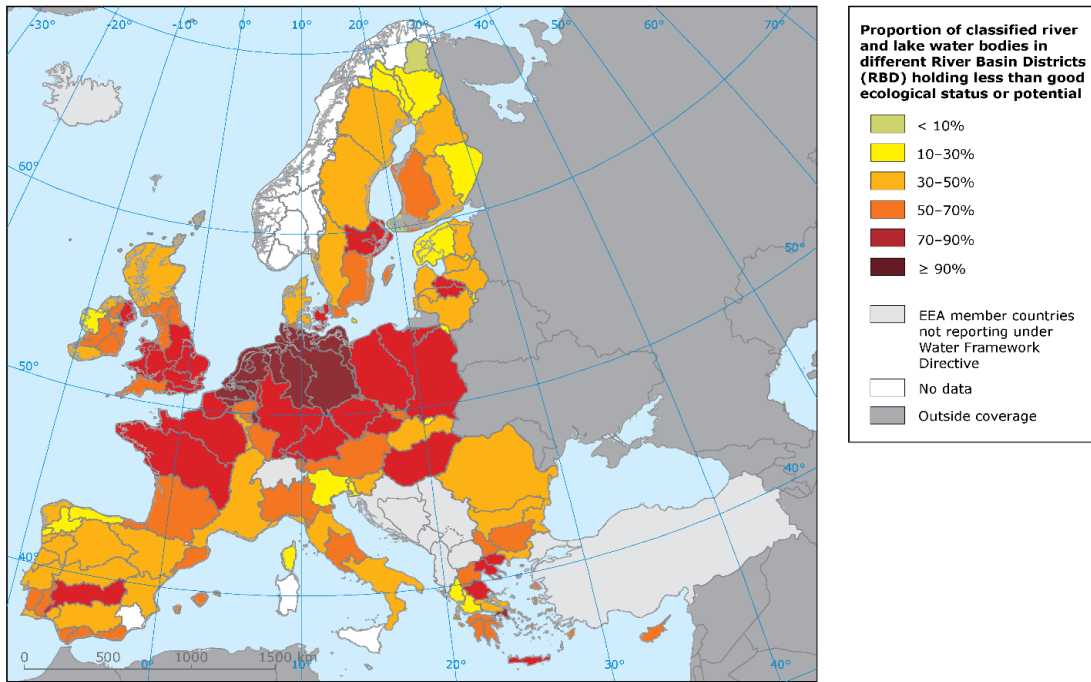 -30°
-20°
-10°
0°
10°
20°
30°
40°
50°
60°
70°
60°
50°
50°
40°
40°
0
500
1000
1500 km
0°
10°
20°
30°
40°
Proportion of classified river
and lake water bodies in
different River Basin Districts
(RBD) holding less than good
ecological status or potential
< 10%
10–30%
30–50%
50–70%
70–90%
≥ 90%
EEA member countries
not reporting under
Water Framework
Directive
No data
Outside coverage